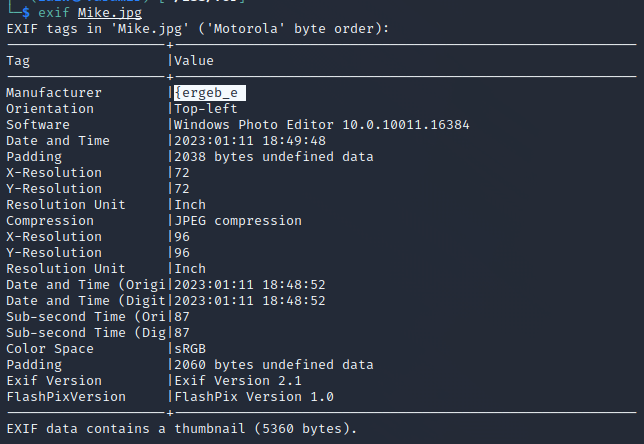 └─$ exif Mike.jpg
EXIF tags in 'Mike.jpg' ('Motorola' byte order):
--------------------+----------------------------------------------------------
Tag                 |Value
--------------------+----------------------------------------------------------
Manufacturer        |{ergeb_e
Orientation         |Top-left
Software            |Windows Photo Editor 10.0.10011.16384
Date and Time       |2023:01:11 18:49:48
Padding             |2038 bytes undefined data
X-Resolution        |72
Y-Resolution        |72
Resolution Unit     |Inch
Compression         |JPEG compression
X-Resolution        |96
Y-Resolution        |96
Resolution Unit     |Inch
Date and Time (Origi|2023:01:11 18:48:52
Date and Time (Digit|2023:01:11 18:48:52
Sub-second Time (Ori|87
Sub-second Time (Dig|87
Color Space         |sRGB
Padding             |2060 bytes undefined data
Exif Version        |Exif Version 2.1
FlashPixVersion     |FlashPix Version 1.0
--------------------+----------------------------------------------------------
EXIF data contains a thumbnail (5360 bytes).